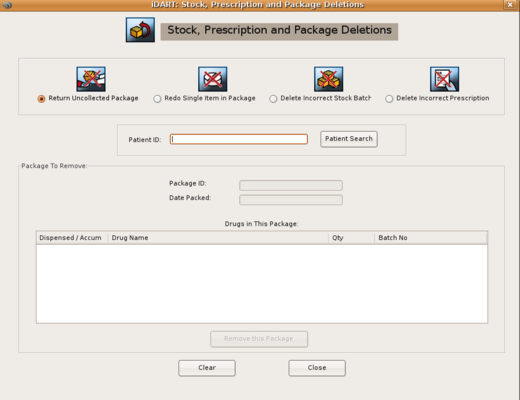 iDART: Stock, Prescription and Package Deletions
Stock, Prescription and Package Deletions
Return Uncollected Package Redo Single Item in Package Delete Incorrect Stock Batch Delete Incorrect Prescription
Patient ID: Patient Search
Package To Remove:
Package ID:
Date Packed:
Drugs in This Package:
Dispensed / Accum Drug Name Qty Batch No
Remove this Package
Clear Close